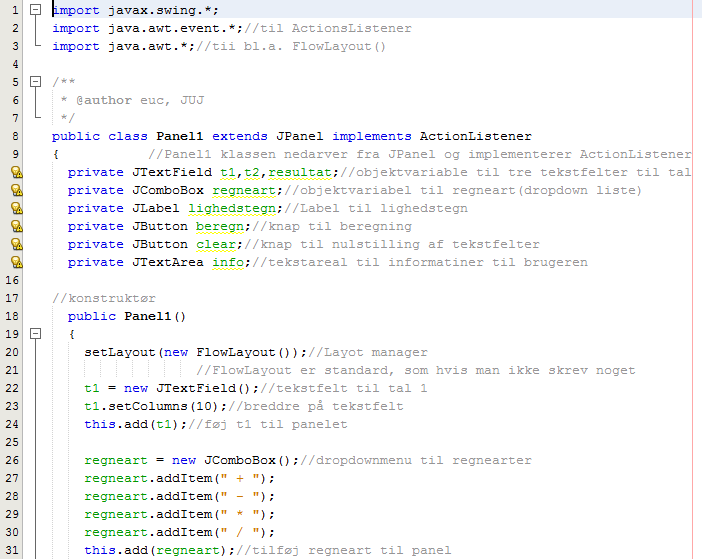 1 import javax.swing.*;
2 import java.awt.event.*;//til ActionsListener
3 import java.awt.*;//tii bl.a. FlowLayout()
4
5 /**
6 * @author euc, JUJ
7 */
8 public class Panel1 extends JPanel implements ActionListener
9 { //Panel1 klassen nedarver fra JPanel og implementerer ActionListener
private JTextField t1,t2,resultat;//objektvariable til tre tekstfelter til tal
private JComboBox regneart;//objektvariabel til regneart(dropdown liste)
private JLabel lighedstegn;//Label til lighedstegn
private JButton beregn;//knap til beregning
private JButton clear;//knap til nulstilling af tekstfelter
private JTextArea info;//tekstareal til informatiner til brugeren
16
17 //konstruktør
18 public Panel1()
19 {
20 setLayout(new FlowLayout());//Layot manager
21 //FlowLayout er standard, som hvis man ikke skrev noget
22 t1 = new JTextField();//tekstfelt til tal 1
23 t1.setColumns(10);//breddre på tekstfelt
24 this.add(t1);//føj t1 til panelet
25
26 regneart = new JComboBox();//dropdownmenu til regnearter
27 regneart.addItem(" + ");
28 regneart.addItem(" - ");
29 regneart.addItem(" * ");
30 regneart.addItem(" / ");
31 this.add(regneart);//tilføj regneart til panel